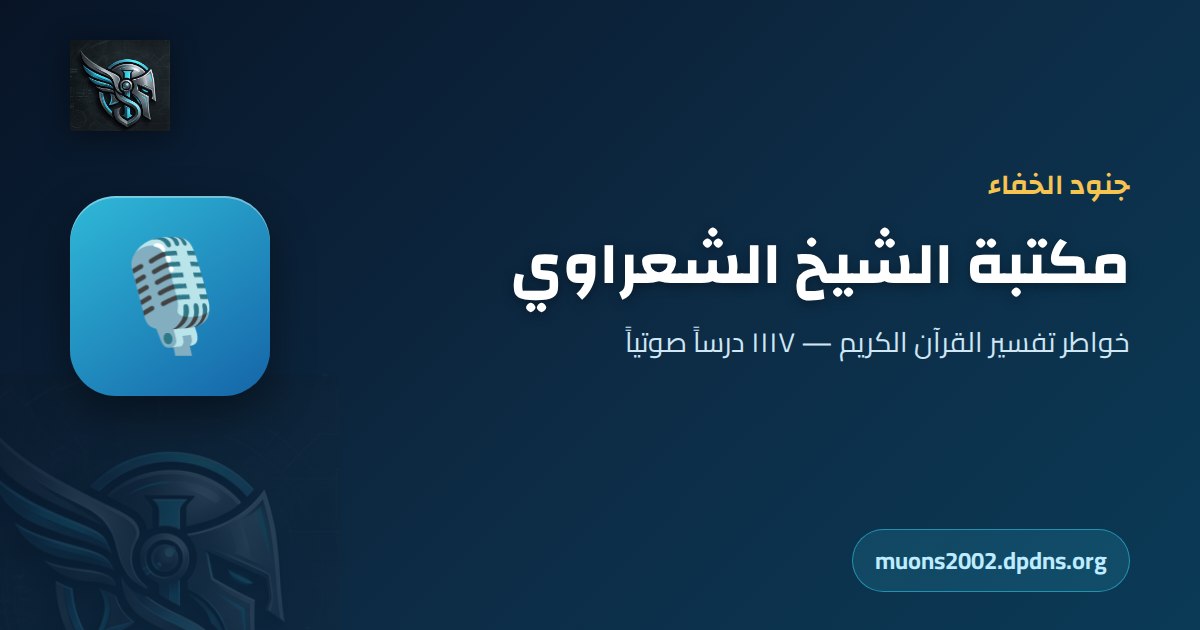 جنود الخفاء
مكتبة الشيخ الشعراوي
خواطر تفسير القرآن الكريم — ١١١٧ درساً صوتياً
muons2002.dpdns.org